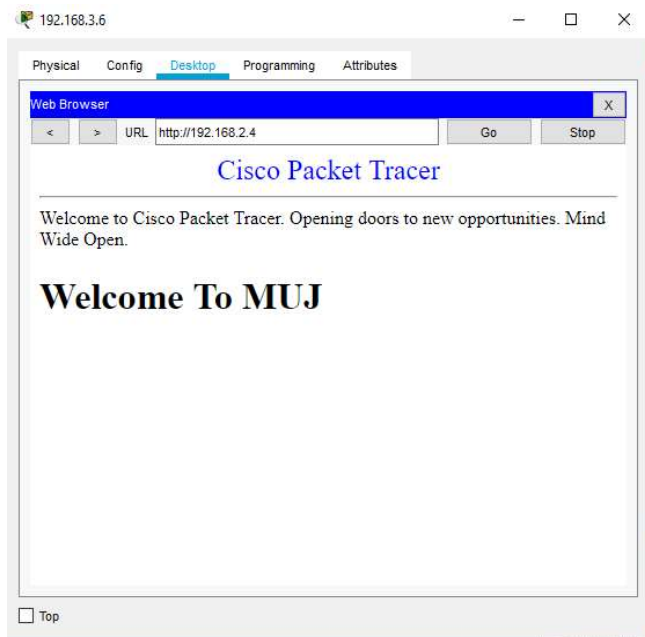 192.168.3.6
Physical Config Desktop Programming Attributes
Web Browser X
< > URL http://192.168.2.4 Go Stop
Cisco Packet Tracer
Welcome to Cisco Packet Tracer. Opening doors to new opportunities. Mind
Wide Open.
Welcome To MUJ
Top